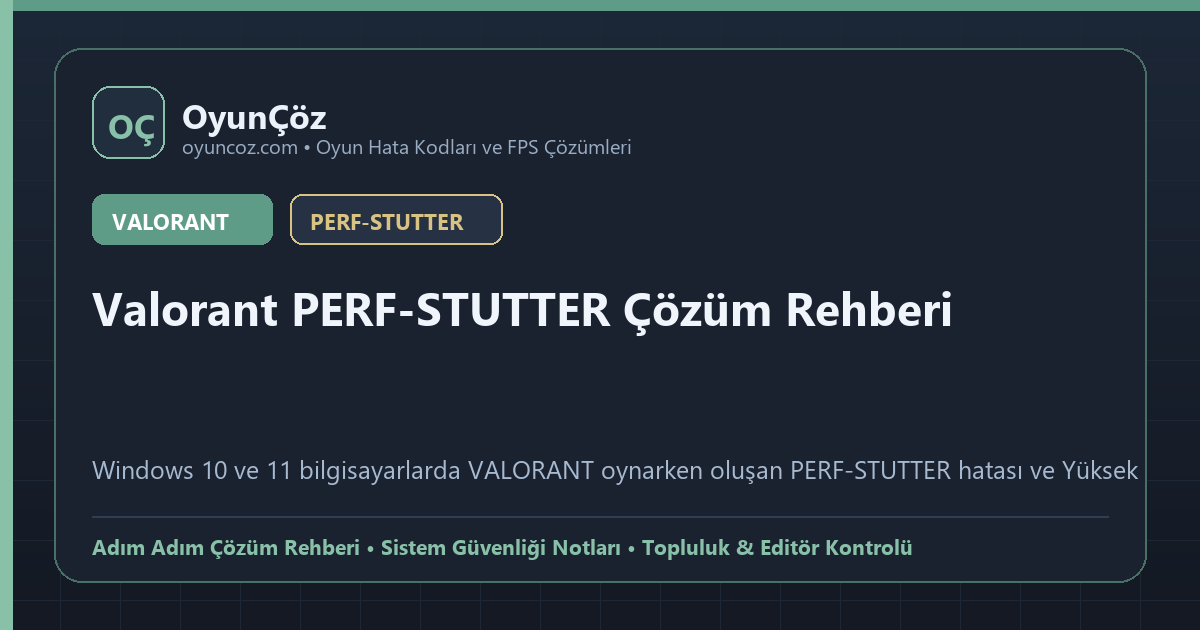 OÇ
OyunÇöz
oyuncoz.com • Oyun Hata Kodları ve FPS Çözümleri
VALORANT
PERF-STUTTER
Valorant PERF-STUTTER Çözüm Rehberi
Windows 10 ve 11 bilgisayarlarda VALORANT oynarken oluşan PERF-STUTTER hatası ve Yüksek
Adım Adım Çözüm Rehberi • Sistem Güvenliği Notları • Topluluk & Editör Kontrolü